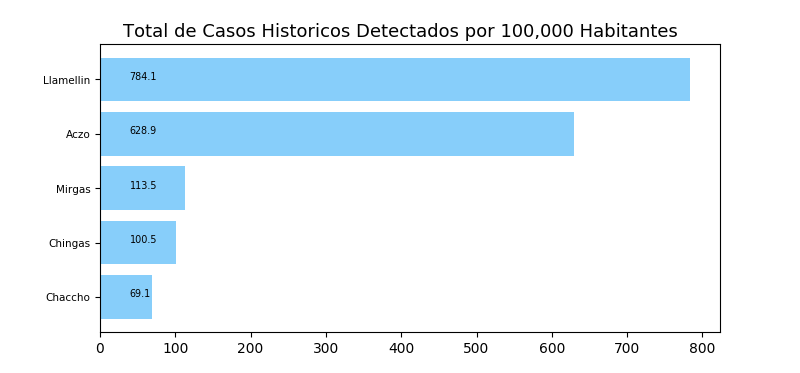 Total de Casos Historicos Detectados por 100,000 Habitantes
Llamellin 784.1
Aczo 628.9
Mirgas 113.5
Chingas 100.5
Chaccho 69.1
0 100 200 300 400 500 600 700 800